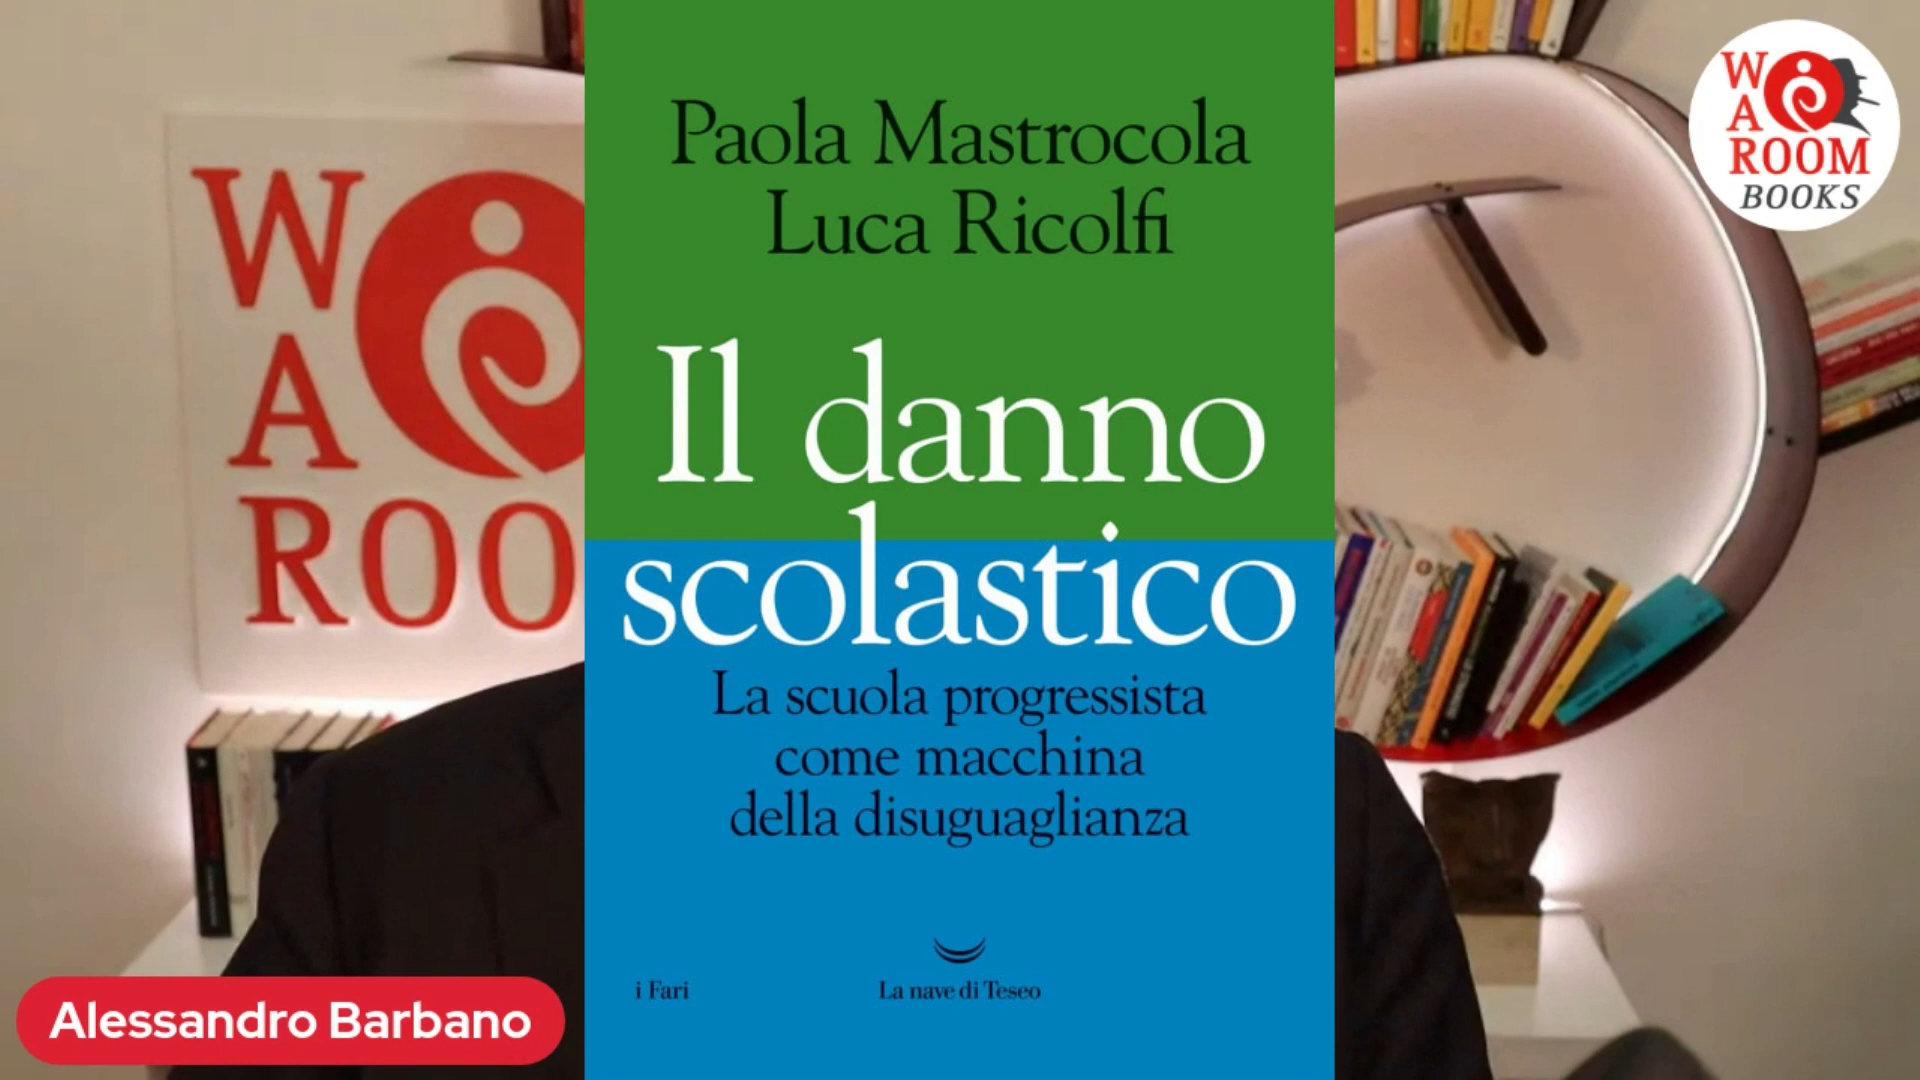 W
A
ROO
Paola Mastrocola
Luca Ricolfi
Il danno
scolastico
La scuola progressista
come macchina
della disuguaglianza
i Fari
La nave di Teseo
W
A
ROOM
BOOKS
Alessandro Barbano